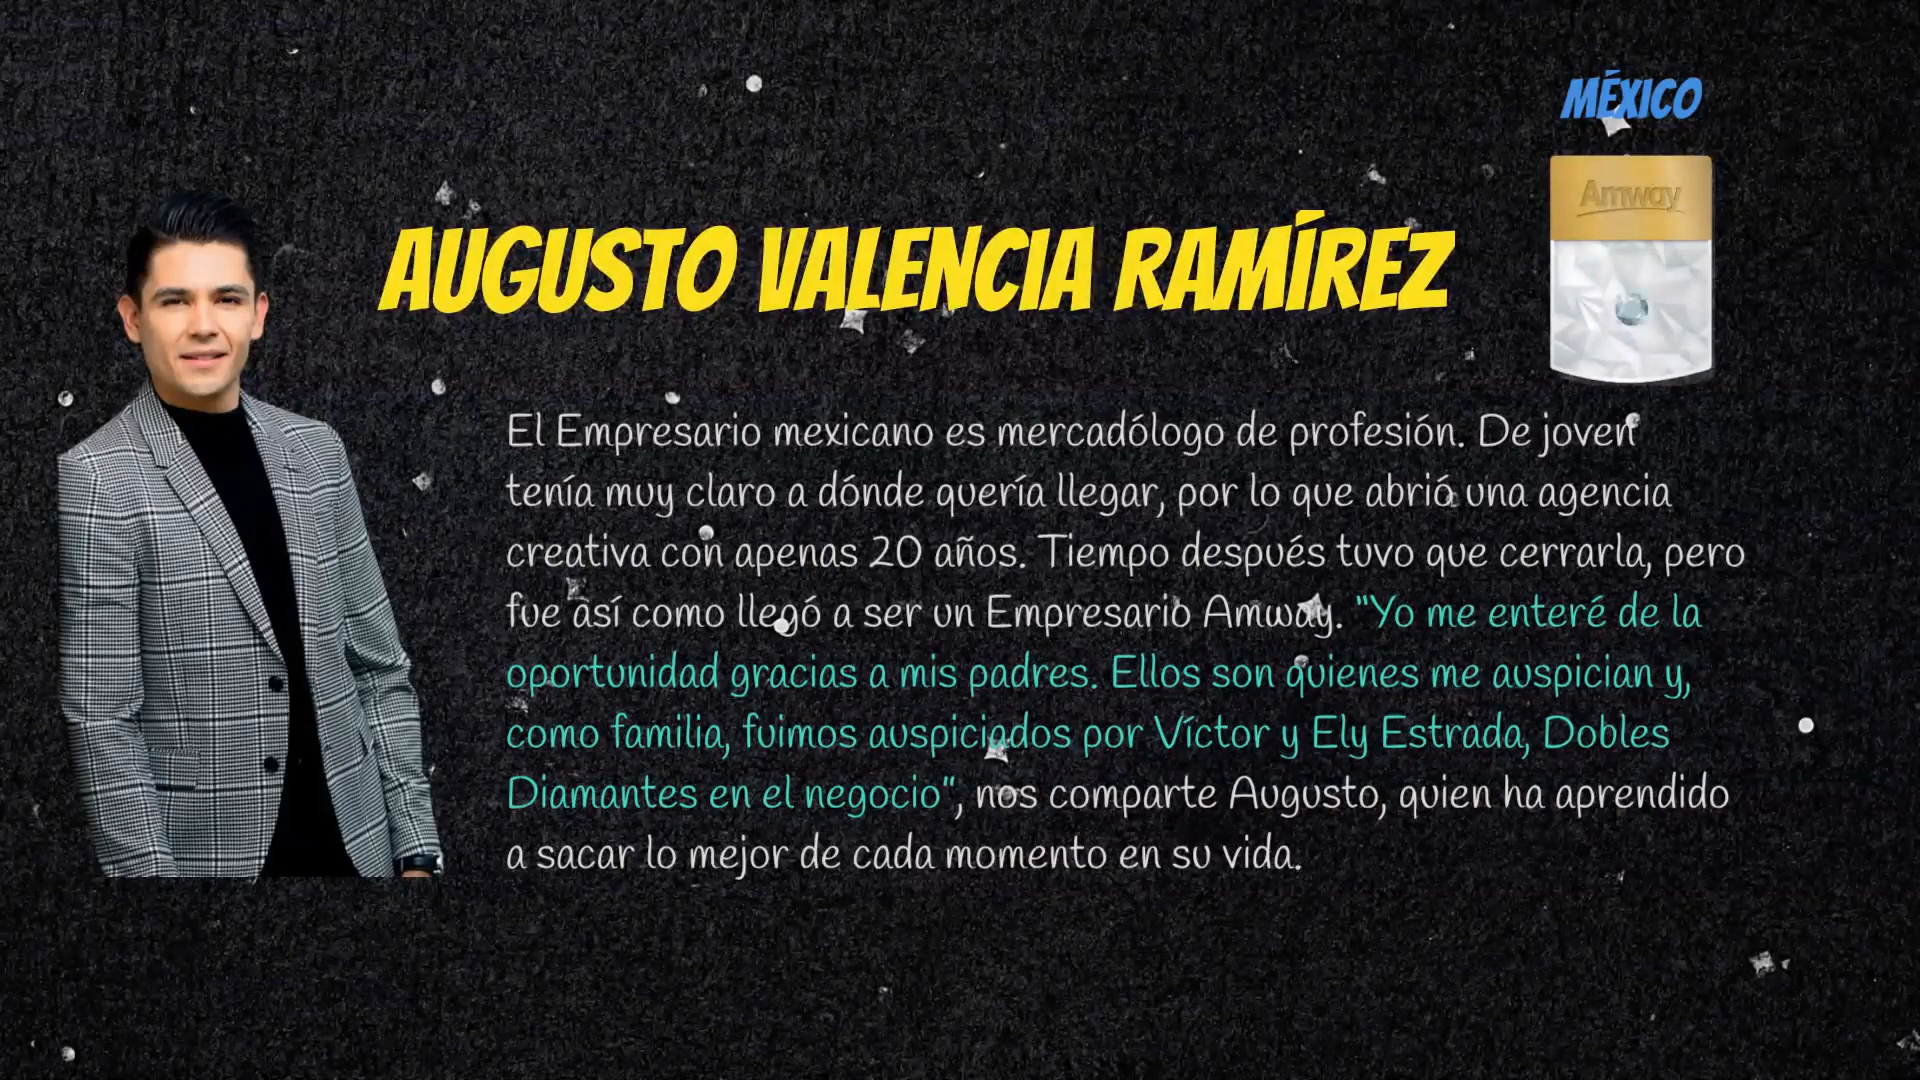 MÉXICO
Amway
AUGUSTO VALENCIA RAMÍREZ
El Empresario mexicano es mercadólogo de profesión. De joven
tenía muy claro a dónde quería llegar, por lo que abrió una agencia
creativa con apenas 20 años. Tiempo después tuvo que cerrarla, pero
fue así como llegó a ser un Empresario Amway. "Yo me enteré de la
oportunidad gracias a mis padres. Ellos son quienes me auspician y,
como familia, fuimos auspiciados por Víctor y Ely Estrada, Dobles
Diamantes en el negocio", nos comparte Augusto, quien ha aprendido
a sacar lo mejor de cada momento en su vida.